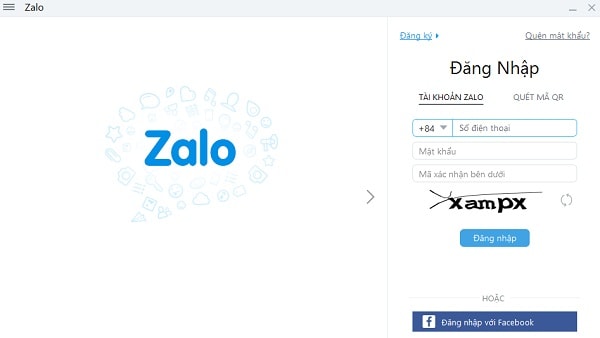 Zalo
Đăng ký
Quên mật khẩu?
Đăng Nhập
TÀI KHOẢN ZALO QUÉT MÃ QR
+84 Số điện thoại
Mật khẩu
Mã xác nhận bên dưới
xampx
Đăng nhập
HOẶC
Đăng nhập với Facebook
Zalo